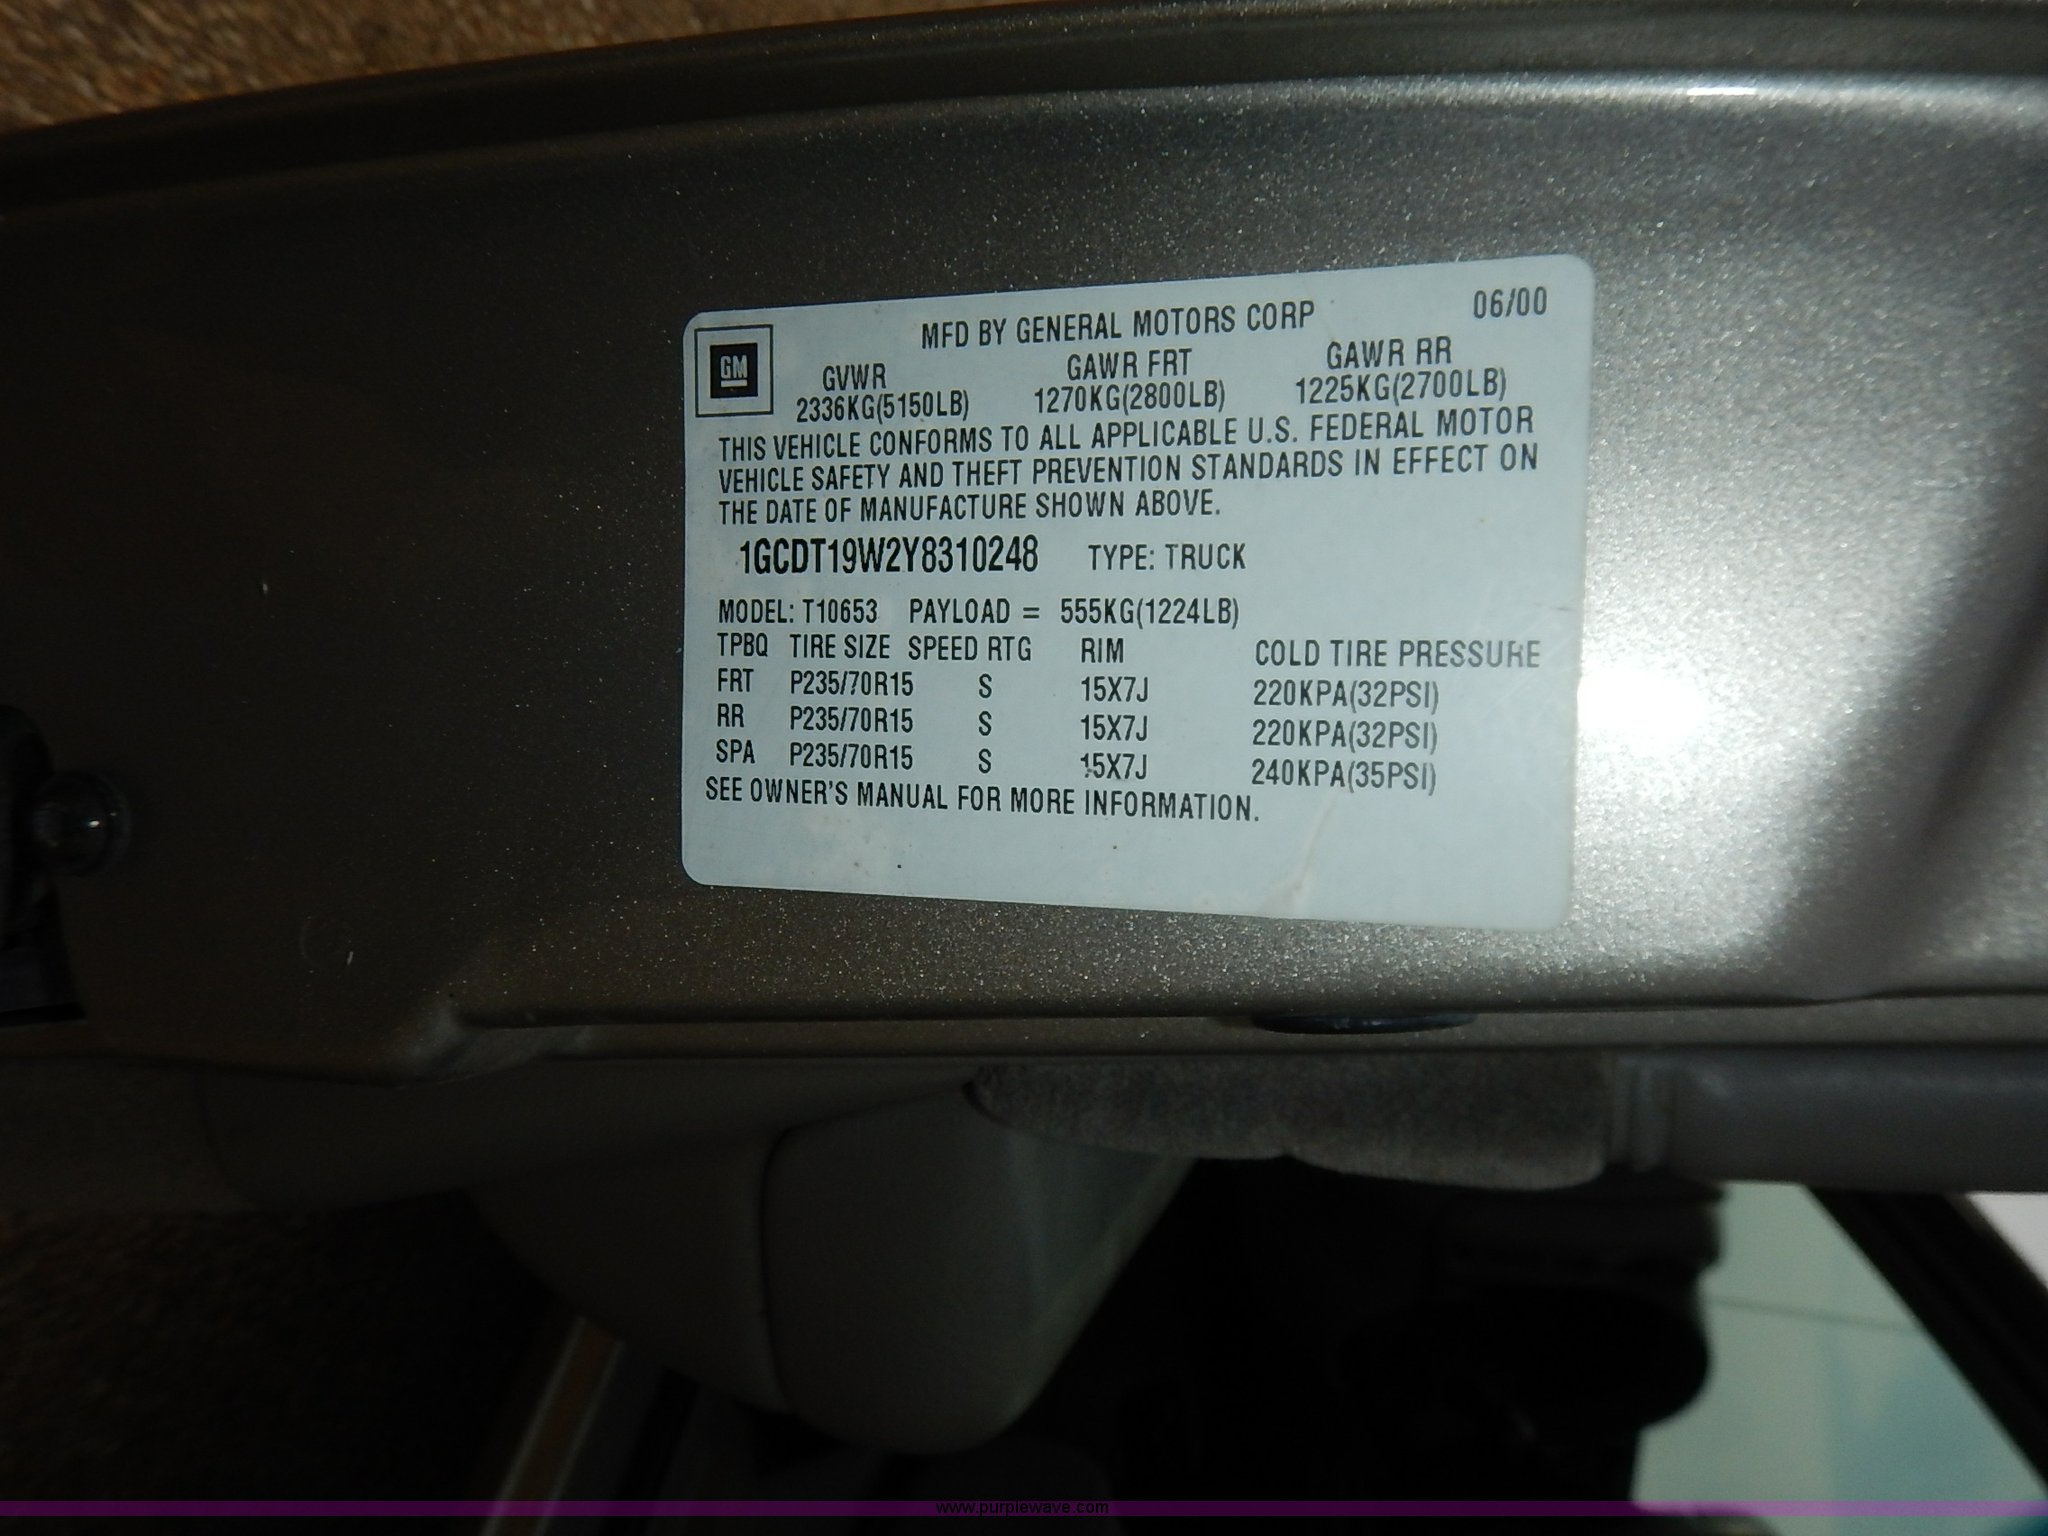 06/00
MFD BY GENERAL MOTORS CORP
GM
GVWR GAWR FRT GAWR RR
2336KG(5150LB) 1270KG(2800LB) 1225KG(2700LB)
THIS VEHICLE CONFORMS TO ALL APPLICABLE U.S. FEDERAL MOTOR
VEHICLE SAFETY AND THEFT PREVENTION STANDARDS IN EFFECT ON
THE DATE OF MANUFACTURE SHOWN ABOVE.
1GCDT19W2Y8310248 TYPE: TRUCK
MODEL: T10653 PAYLOAD = 555KG(1224LB)
TPBQ TIRE SIZE SPEED RTG RIM COLD TIRE PRESSURE
FRT P235/70R15 S 15X7J 220KPA(32PSI)
RR P235/70R15 S 15X7J 220KPA(32PSI)
SPA P235/70R15 S 15X7J 240KPA(35PSI)
SEE OWNER'S MANUAL FOR MORE INFORMATION.
www.purplewave.com